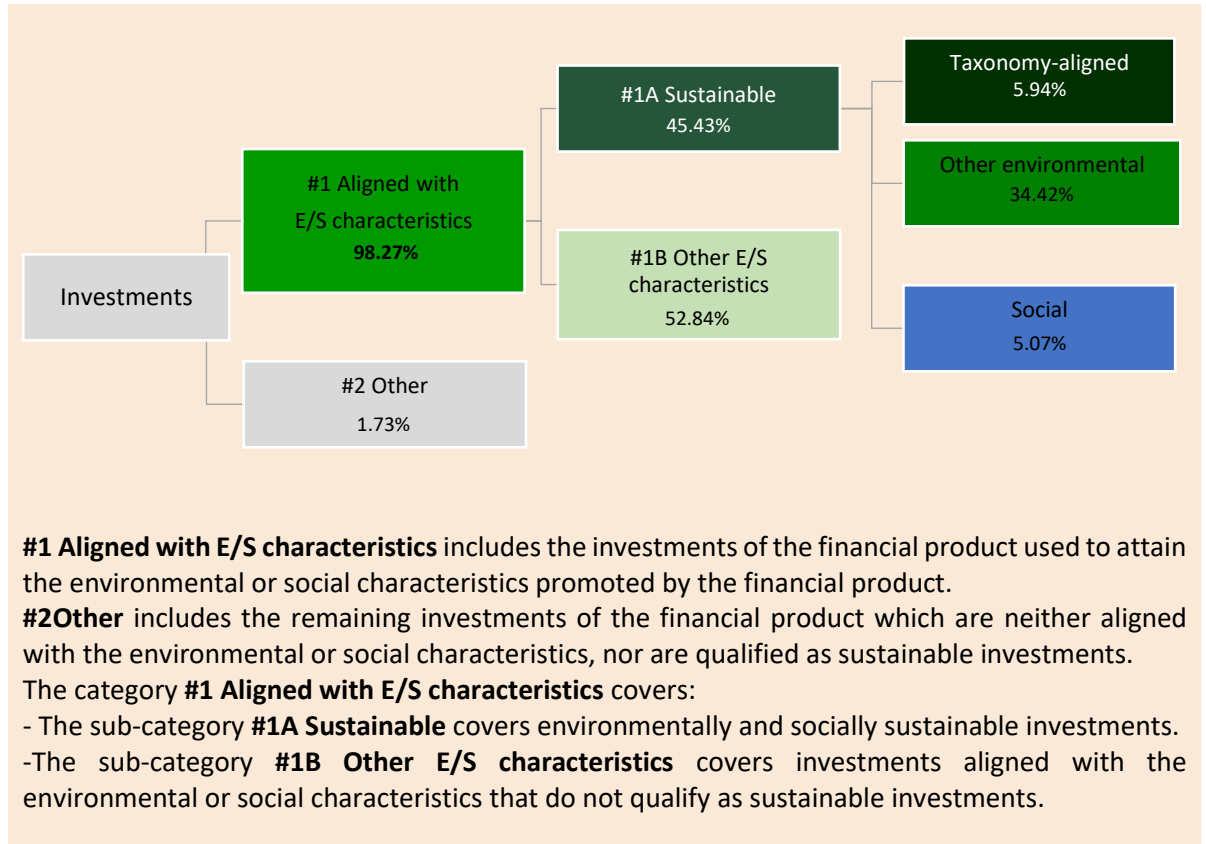 Investments
#1 Aligned with
E/S characteristics
98.27%
#2 Other
1.73%
#1A Sustainable
45.43%
#1B Other E/S
characteristics
52.84%
Taxonomy-aligned
5.94%
Other environmental
34.42%
Social
5.07%
#1 Aligned with E/S characteristics includes the investments of the financial product used to attain
the environmental or social characteristics promoted by the financial product.
#2Other includes the remaining investments of the financial product which are neither aligned
with the environmental or social characteristics, nor are qualified as sustainable investments.
The category #1 Aligned with E/S characteristics covers:
- The sub-category #1A Sustainable covers environmentally and socially sustainable investments.
-The sub-category #1B Other E/S characteristics covers investments aligned with the
environmental or social characteristics that do not qualify as sustainable investments.